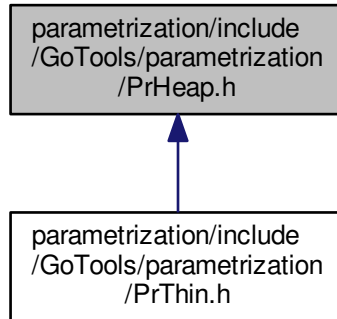 parametrization/include
/GoTools/parametrization
/PrHeap.h
parametrization/include
/GoTools/parametrization
/PrThin.h